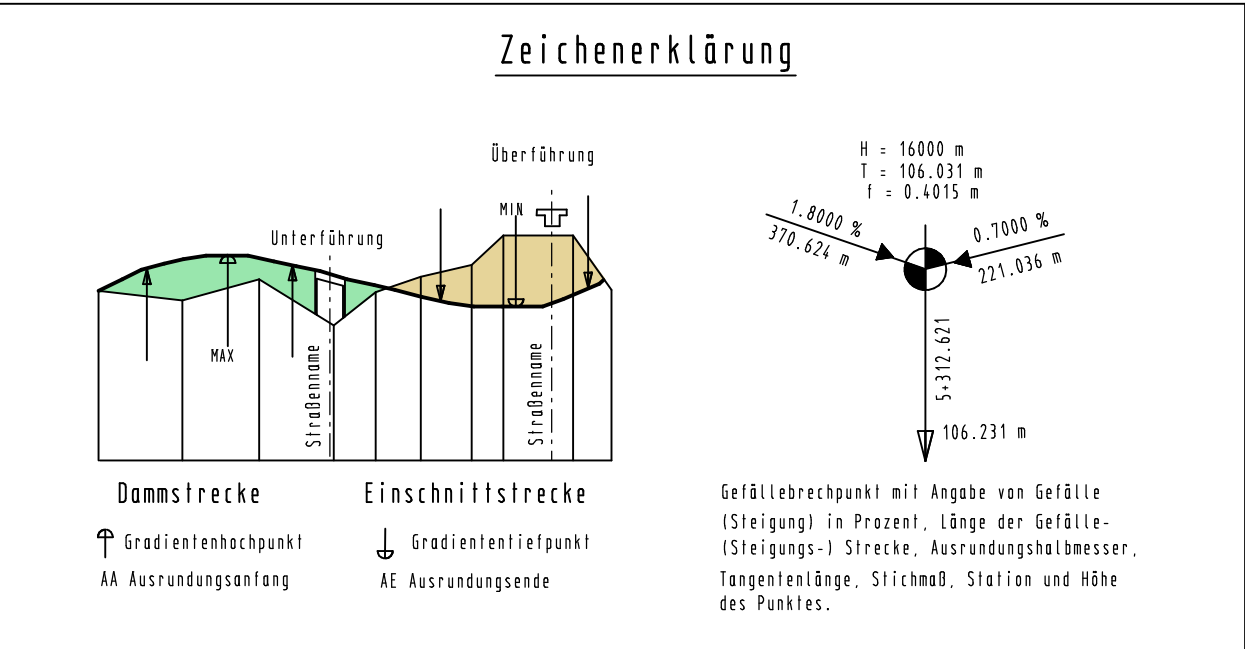 Zeichenerklärung
Überführung
MIN
Unterführung
MAX
Straßenname
Straßenname
Dammstrecke
Einschnittstrecke
Gradientenhochpunkt
Gradiententiefpunkt
AA Ausrundungsanfang
AE Ausrundungsende
H = 16000 m
T = 106.031 m
f = 0.4015 m
1.8000 %
370.624 m
0.7000 %
221.036 m
5+312.621
106.231 m
Gefällebrechpunkt mit Angabe von Gefälle
(Steigung) in Prozent, Länge der Gefälle-
(Steigungs-) Strecke, Ausrundungshalbmesser,
Tangentenlänge, Stichmaß, Station und Höhe
des Punktes.